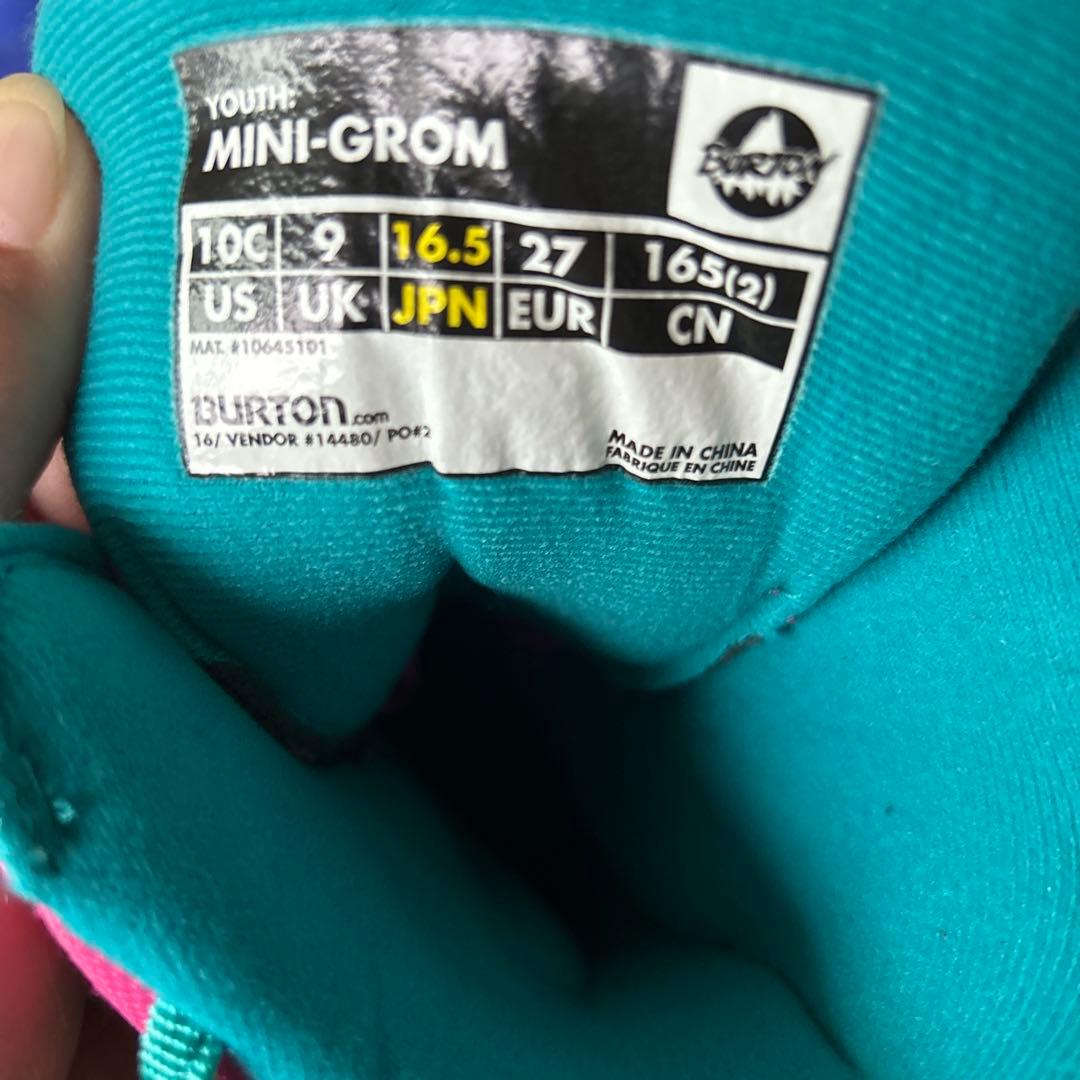 YOUTH:
MINI-GROM
BURTON
10C 9 16.5 27 165(2)
US UK JPN EUR CN
MAT. #10645101
BURTON.com
16/ VENDOR #14480/ PO#2
MADE IN CHINA
FABRIQUE EN CHINE